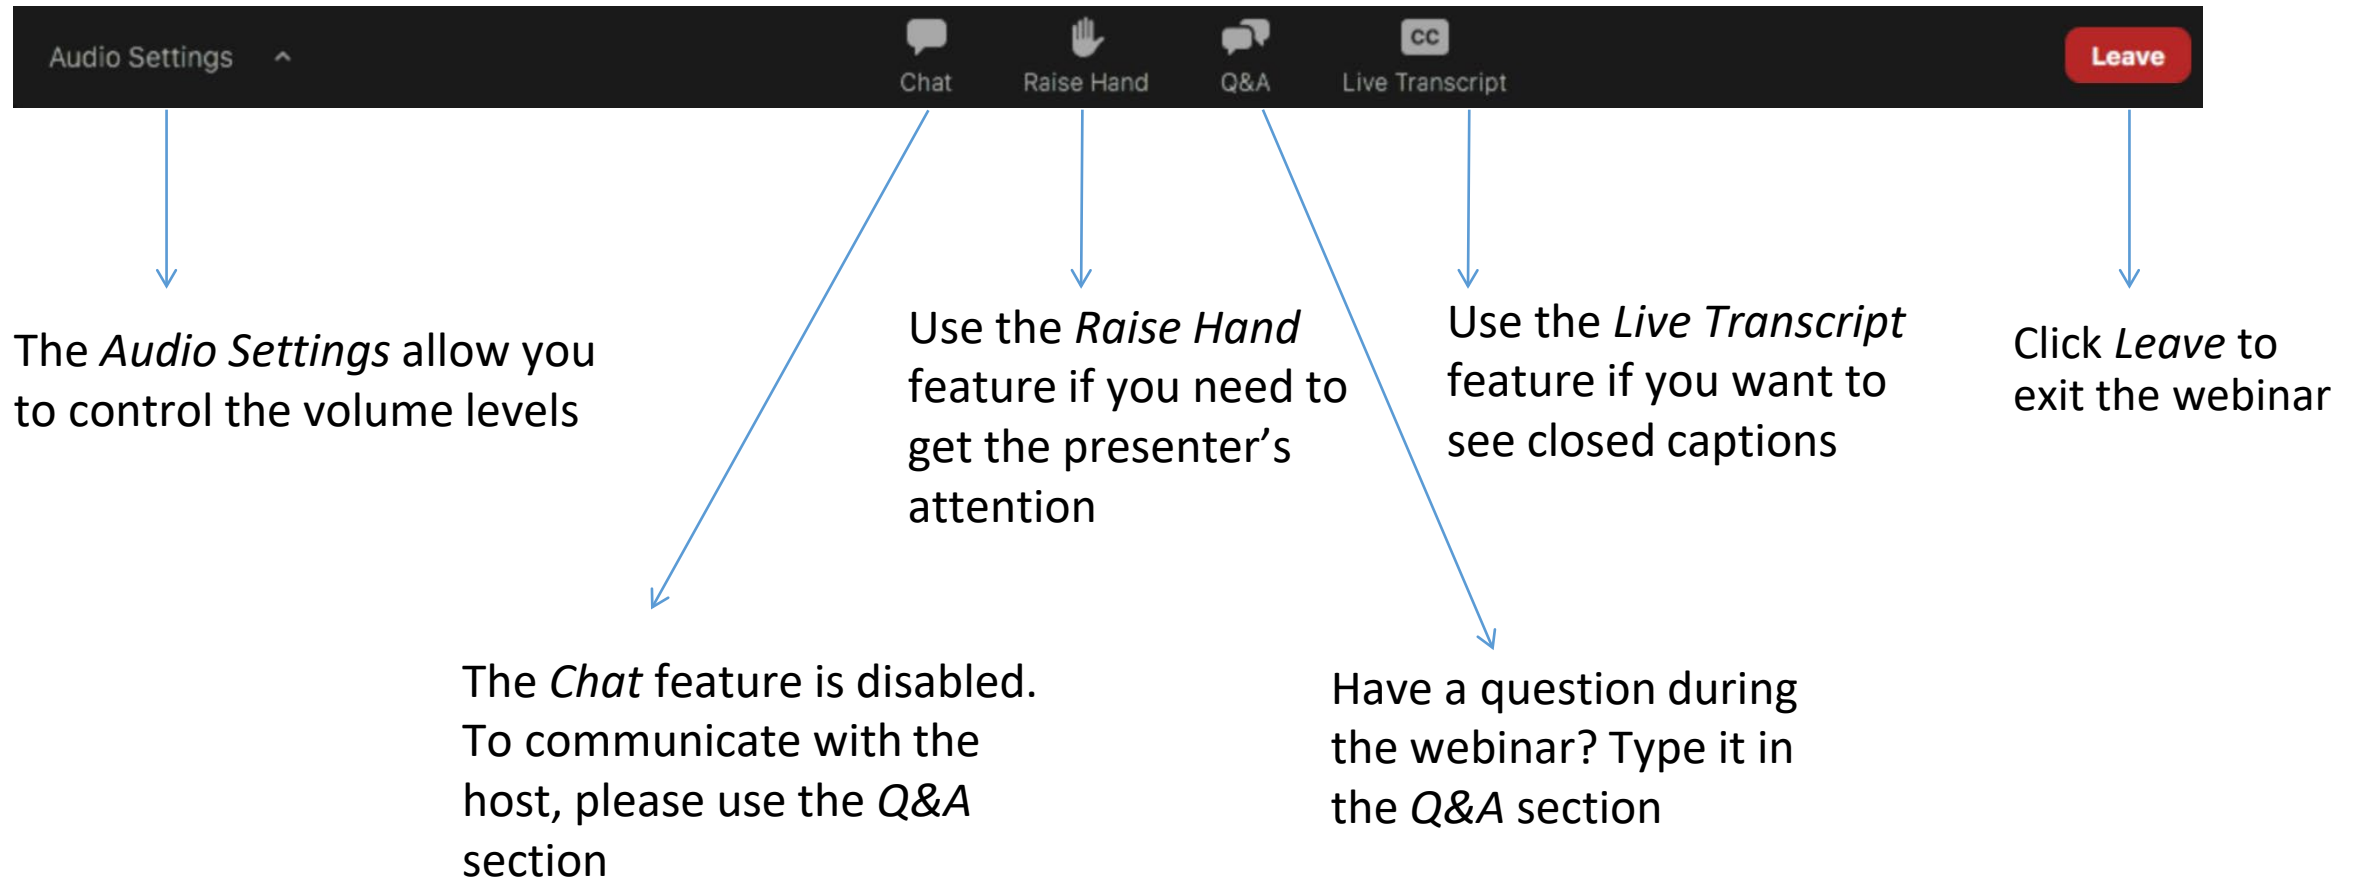 Audio Settings
Chat
Raise Hand
Q&A
CC
Live Transcript
Leave
The Audio Settings allow you
to control the volume levels
Use the Raise Hand
feature if you need to
get the presenter’s
attention
Use the Live Transcript
feature if you want to
see closed captions
Click Leave to
exit the webinar
The Chat feature is disabled.
To communicate with the
host, please use the Q&A
section
Have a question during
the webinar? Type it in
the Q&A section